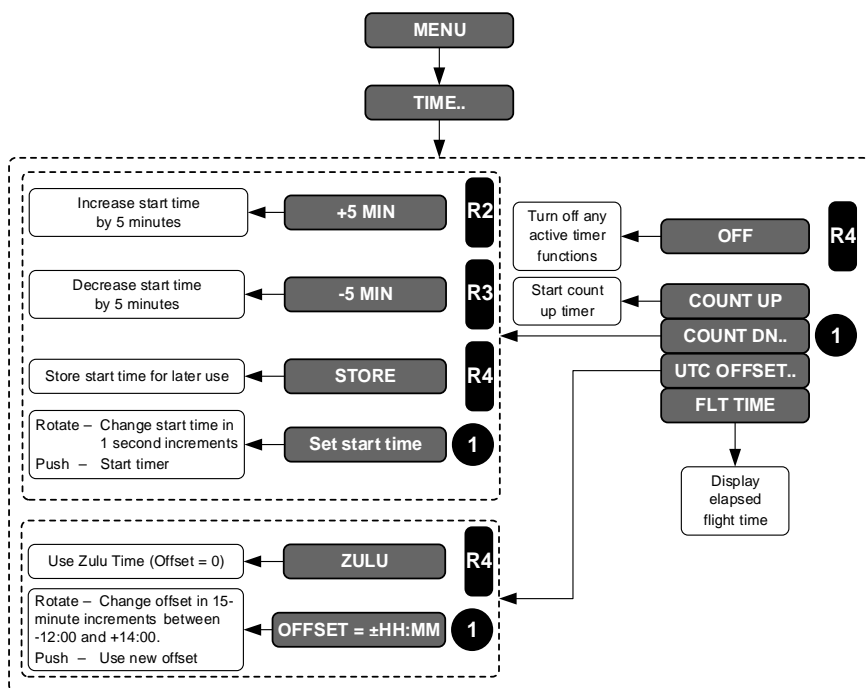 MENU
TIME..
Increase start time
by 5 minutes
+5 MIN
R2
Decrease start time
by 5 minutes
-5 MIN
R3
Store start time for later use
STORE
R4
Rotate – Change start time in
1 second increments
Push – Start timer
Set start time
1
Turn off any
active timer
functions
OFF
R4
Start count
up timer
COUNT UP
COUNT DN..
1
UTC OFFSET..
FLT TIME
Display
elapsed
flight time
Use Zulu Time (Offset = 0)
ZULU
R4
Rotate – Change offset in 15-
minute increments between
-12:00 and +14:00.
Push – Use new offset
OFFSET = ±HH:MM
1